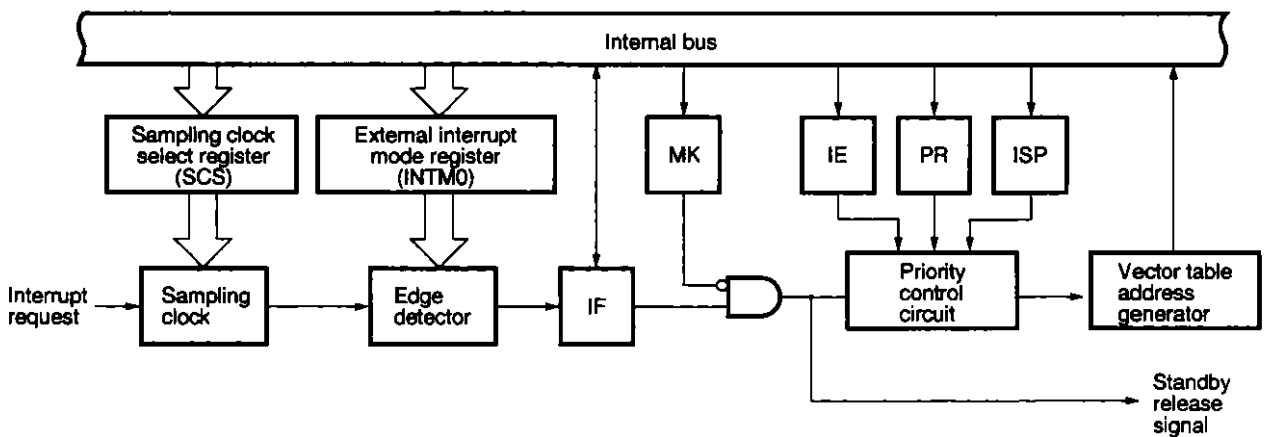 Internal bus
Sampling clock
select register
(SCS)
External interrupt
mode register
(INTM0)
MK
IE
PR
ISP
Interrupt
request
Sampling
clock
Edge
detector
IF
Priority
control
circuit
Vector table
address
generator
Standby
release
signal